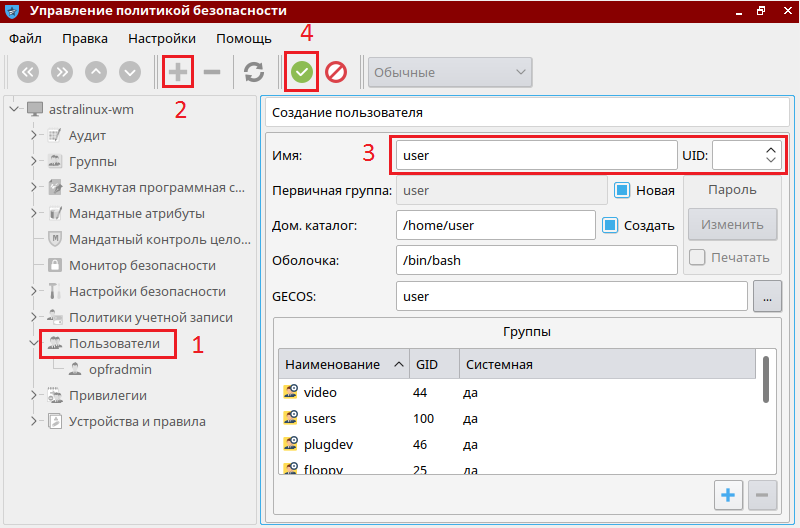 Управление политикой безопасности
Файл Правка Настройки Помощь
4
Обычные
2
astralinux-wm
Аудит
Группы
Замкнутая программная с...
Мандатные атрибуты
Мандатный контроль цело...
Монитор безопасности
Настройки безопасности
Политики учетной записи
Пользователи
1
opfradmin
Привилегии
Устройства и правила
Создание пользователя
3
Имя: user UID:
Первичная группа: user Новая Пароль
Дом. каталог: /home/user Создать Изменить
Оболочка: /bin/bash Печатать
GECOS: user ...
Группы
Наименование GID Системная
video 44 да
users 100 да
plugdev 46 да
floppy 25 да